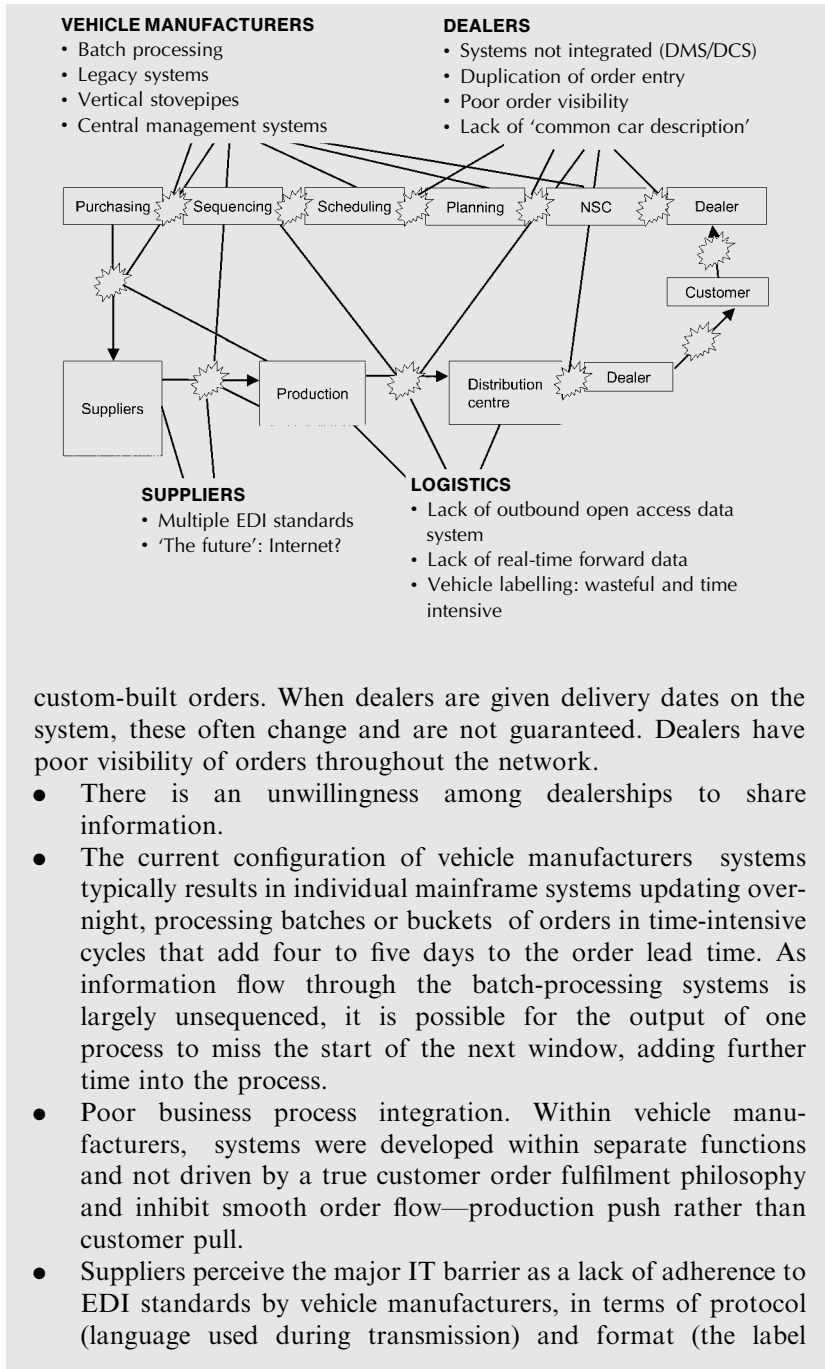 VEHICLE MANUFACTURERS
• Batch processing
• Legacy systems
• Vertical stovepipes
• Central management systems
DEALERS
• Systems not integrated (DMS/DCS)
• Duplication of order entry
• Poor order visibility
• Lack of ‘common car description’
Purchasing
Sequencing
Scheduling
Planning
NSC
Dealer
Customer
Suppliers
Production
Distribution
centre
Dealer
SUPPLIERS
• Multiple EDI standards
• ‘The future’: Internet?
LOGISTICS
• Lack of outbound open access data
system
• Lack of real-time forward data
• Vehicle labelling: wasteful and time
intensive
custom-built orders. When dealers are given delivery dates on the
system, these often change and are not guaranteed. Dealers have
poor visibility of orders throughout the network.
• There is an unwillingness among dealerships to share
information.
• The current configuration of vehicle manufacturers systems
typically results in individual mainframe systems updating over-
night, processing batches or buckets of orders in time-intensive
cycles that add four to five days to the order lead time. As
information flow through the batch-processing systems is
largely unsequenced, it is possible for the output of one
process to miss the start of the next window, adding further
time into the process.
• Poor business process integration. Within vehicle manu-
facturers, systems were developed within separate functions
and not driven by a true customer order fulfilment philosophy
and inhibit smooth order flow—production push rather than
customer pull.
• Suppliers perceive the major IT barrier as a lack of adherence to
EDI standards by vehicle manufacturers, in terms of protocol
(language used during transmission) and format (the label